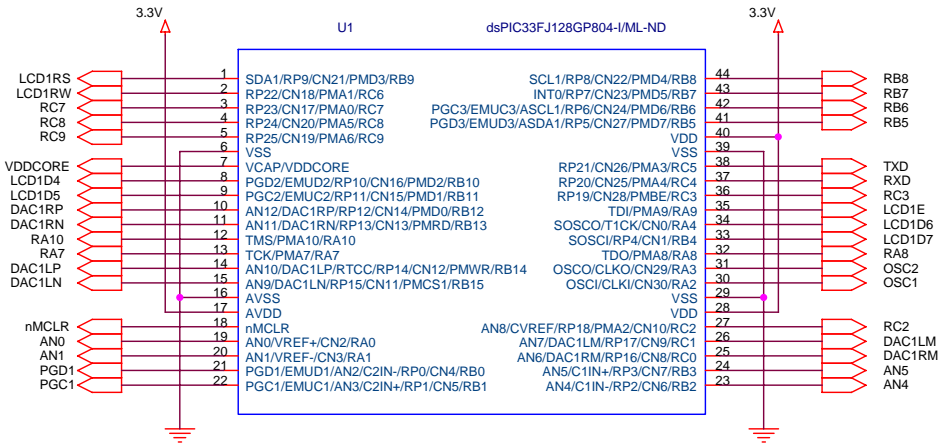 3.3V 3.3V
U1 dsPIC33FJ128GP804-I/ML-ND
LCD1RS 1 SDA1/RP9/CN21/PMD3/RB9 SCL1/RP8/CN22/PMD4/RB8 44 RB8
LCD1RW 2 RP22/CN18/PMA1/RC6 INT0/RP7/CN23/PMD5/RB7 43 RB7
RC7 3 RP23/CN17/PMA0/RC7 PGC3/EMUC3/ASCL1/RP6/CN24/PMD6/RB6 42 RB6
RC8 4 RP24/CN20/PMA5/RC8 PGD3/EMUD3/ASDA1/RP5/CN27/PMD7/RB5 41 RB5
RC9 5 RP25/CN19/PMA6/RC9 VDD 40
6 VSS VSS 39
VDDCORE 7 VCAP/VDDCORE RP21/CN26/PMA3/RC5 38 TXD
LCD1D4 8 PGD2/EMUD2/RP10/CN16/PMD2/RB10 RP20/CN25/PMA4/RC4 37 RXD
LCD1D5 9 PGC2/EMUC2/RP11/CN15/PMD1/RB11 RP19/CN28/PMBE/RC3 36 RC3
DAC1RP 10 AN12/DAC1RP/RP12/CN14/PMD0/RB12 TDI/PMA9/RA9 35 LCD1E
DAC1RN 11 AN11/DAC1RN/RP13/CN13/PMRD/RB13 SOSCO/T1CK/CN0/RA4 34 LCD1D6
RA10 12 TMS/PMA10/RA10 SOSCI/RP4/CN1/RB4 33 LCD1D7
RA7 13 TCK/PMA7/RA7 TDO/PMA8/RA8 32 RA8
DAC1LP 14 AN10/DAC1LP/RTCC/RP14/CN12/PMWR/RB14 OSCO/CLKO/CN29/RA3 31 OSC2
DAC1LN 15 AN9/DAC1LN/RP15/CN11/PMCS1/RB15 OSCI/CLKI/CN30/RA2 30 OSC1
16 AVSS VSS 29
17 AVDD VDD 28
nMCLR 18 nMCLR AN8/CVREF/RP18/PMA2/CN10/RC2 27 RC2
AN0 19 AN0/VREF+/CN2/RA0 AN7/DAC1LM/RP17/CN9/RC1 26 DAC1LM
AN1 20 AN1/VREF-/CN3/RA1 AN6/DAC1RM/RP16/CN8/RC0 25 DAC1RM
PGD1 21 PGD1/EMUD1/AN2/C2IN-/RP0/CN4/RB0 AN5/C1IN+/RP3/CN7/RB3 24 AN5
PGC1 22 PGC1/EMUC1/AN3/C2IN+/RP1/CN5/RB1 AN4/C1IN-/RP2/CN6/RB2 23 AN4